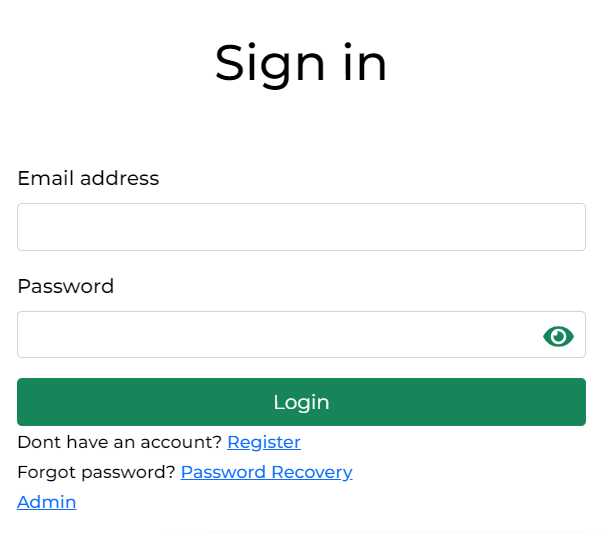 Sign in
Email address
Password
Login
Dont have an account? Register
Forgot password? Password Recovery
Admin